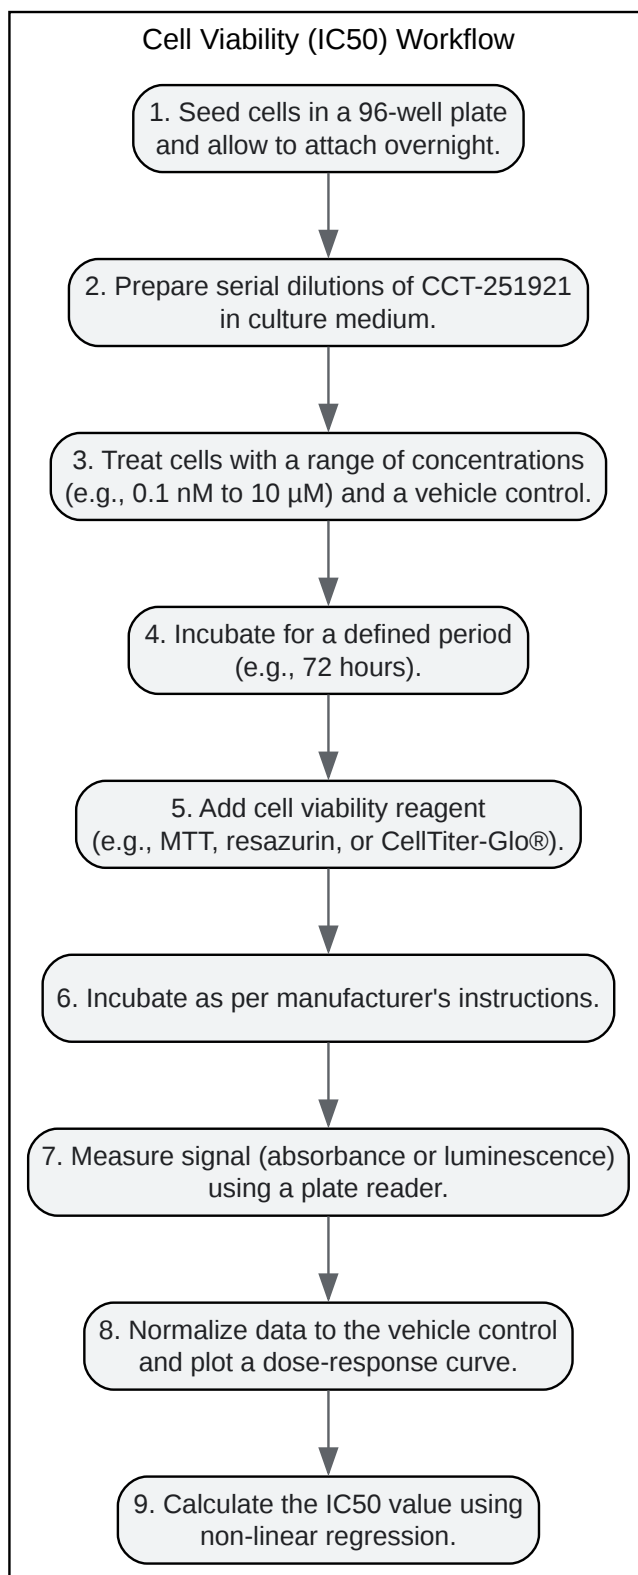 Cell Viability (IC50) Workflow
1. Seed cells in a 96-well plate
and allow to attach overnight.
2. Prepare serial dilutions of CCT-251921
in culture medium.
3. Treat cells with a range of concentrations
(e.g., 0.1 nM to 10 µM) and a vehicle control.
4. Incubate for a defined period
(e.g., 72 hours).
5. Add cell viability reagent
(e.g., MTT, resazurin, or CellTiter-Glo®).
6. Incubate as per manufacturer's instructions.
7. Measure signal (absorbance or luminescence)
using a plate reader.
8. Normalize data to the vehicle control
and plot a dose-response curve.
9. Calculate the IC50 value using
non-linear regression.